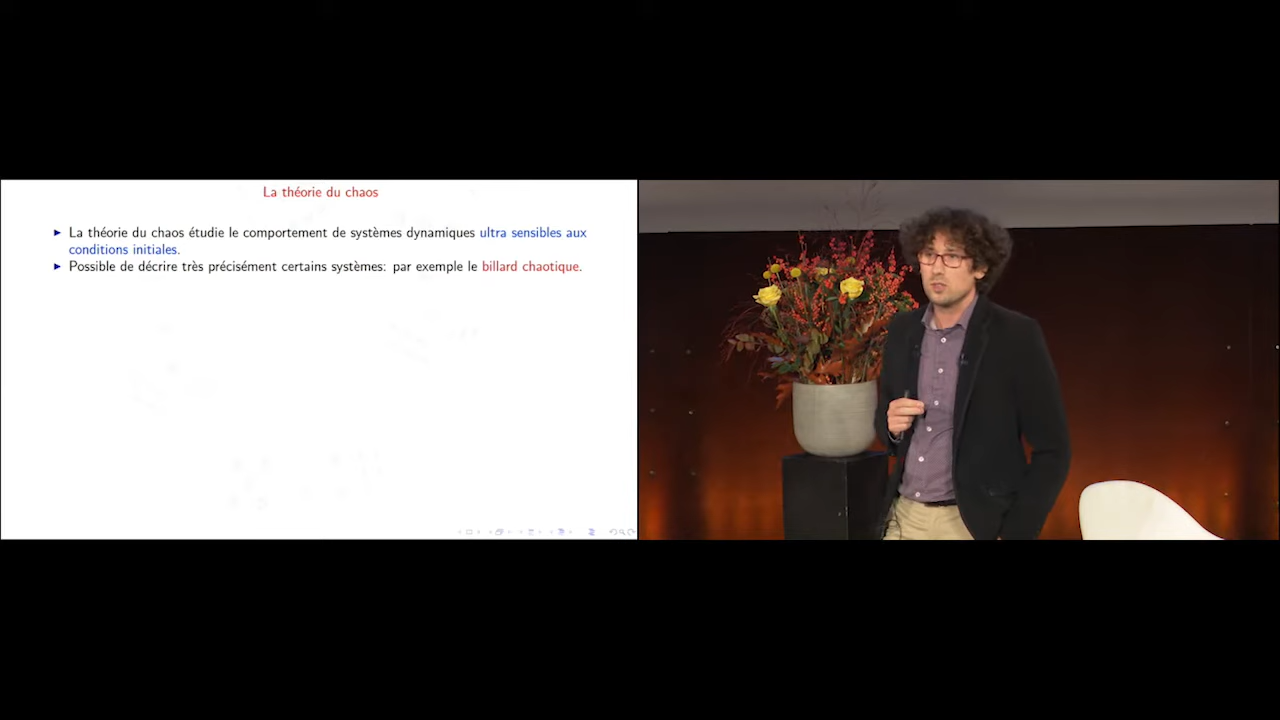 La théorie du chaos
La théorie du chaos étudie le comportement de systèmes dynamiques ultra sensibles aux
conditions initiales.
Possible de décrire très précisément certains systèmes: par exemple le billard chaotique.